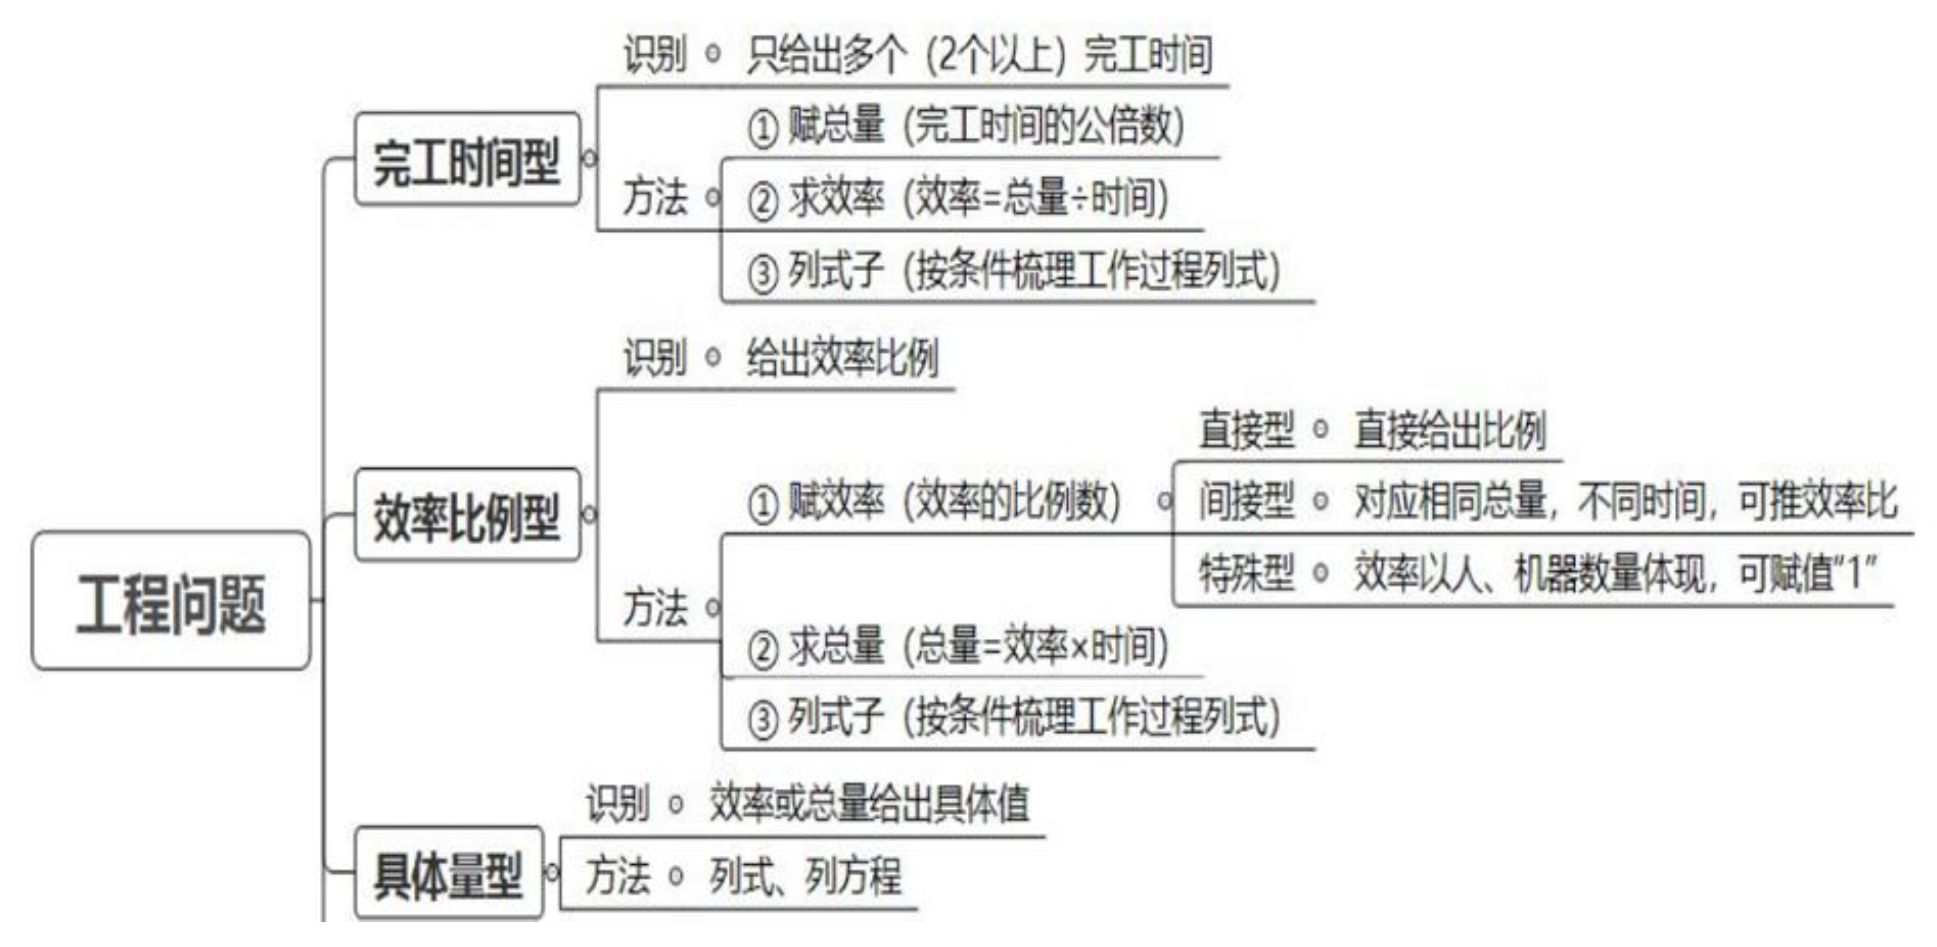 工程问题
完工时间型
识别 只给出多个（2个以上）完工时间
方法
① 赋总量（完工时间的公倍数）
② 求效率（效率=总量÷时间）
③ 列式子（按条件梳理工作过程列式）
效率比例型
识别 给出效率比例
方法
① 赋效率（效率的比例数）
直接型 直接给出比例
间接型 对应相同总量，不同时间，可推效率比
特殊型 效率以人、机器数量体现，可赋值“1”
② 求总量（总量=效率×时间）
③ 列式子（按条件梳理工作过程列式）
具体量型
识别 效率或总量给出具体值
方法 列式、列方程